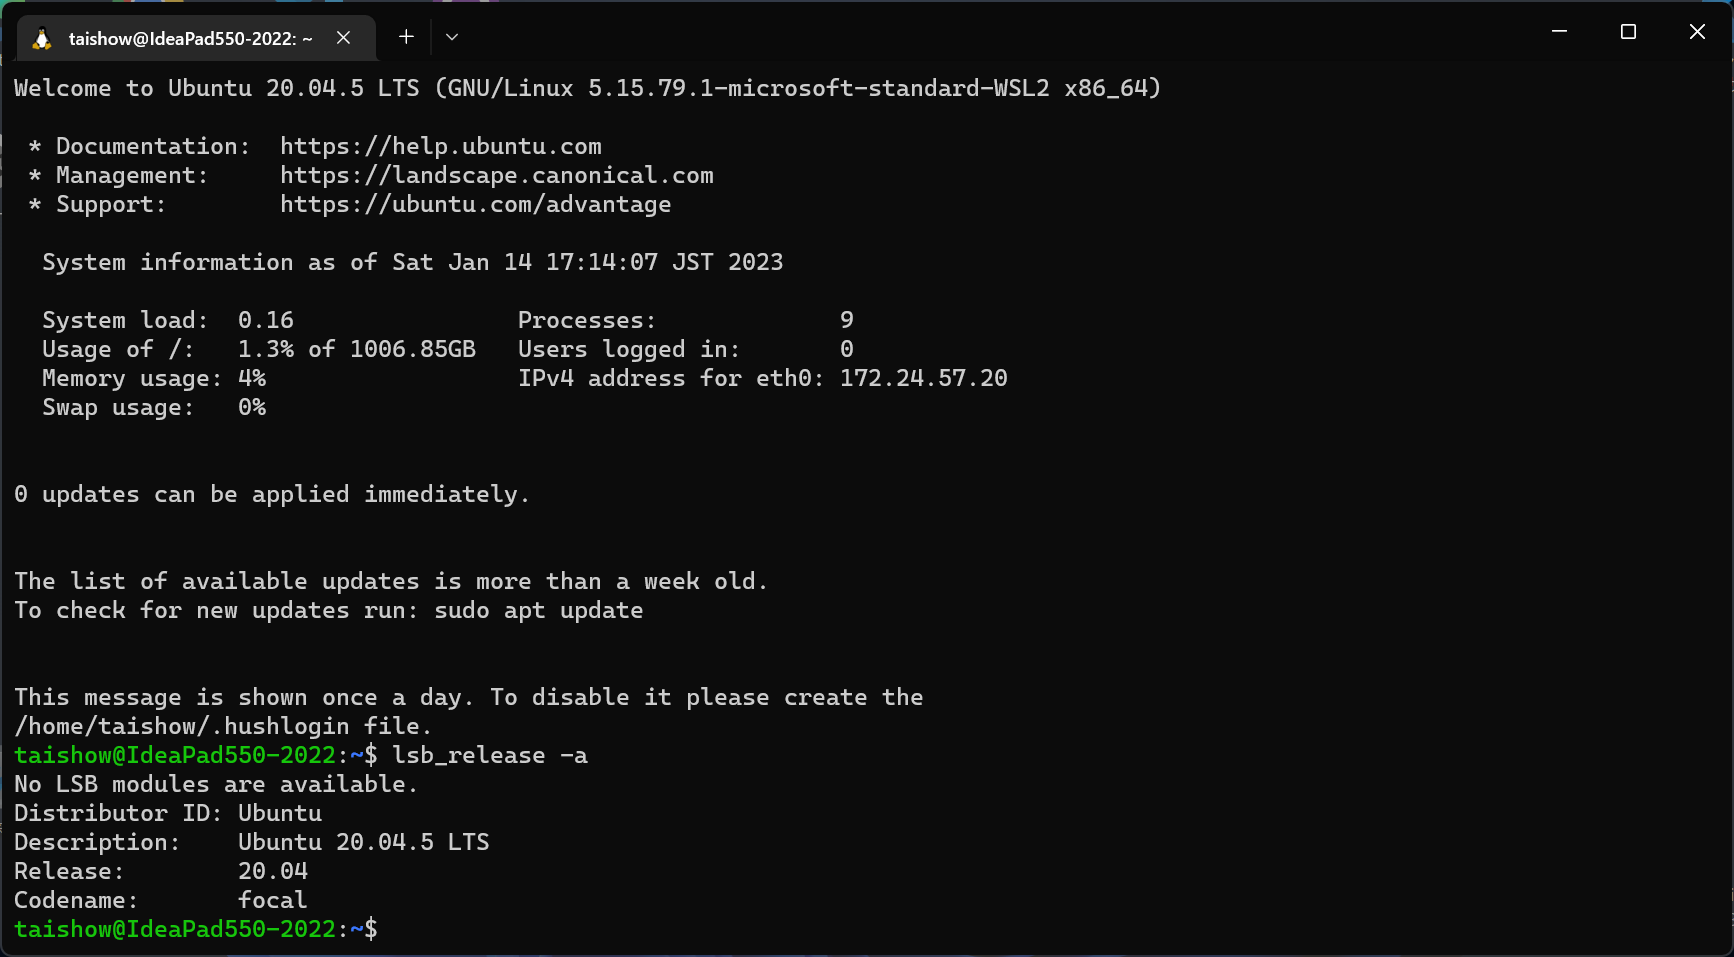 taishow@IdeaPad550-2022: ~
Welcome to Ubuntu 20.04.5 LTS (GNU/Linux 5.15.79.1-microsoft-standard-WSL2 x86_64)
* Documentation:  https://help.ubuntu.com
* Management:     https://landscape.canonical.com
* Support:        https://ubuntu.com/advantage
System information as of Sat Jan 14 17:14:07 JST 2023
System load:  0.16                Processes:             9
Usage of /:   1.3% of 1006.85GB   Users logged in:       0
Memory usage: 4%                  IPv4 address for eth0: 172.24.57.20
Swap usage:   0%
0 updates can be applied immediately.
The list of available updates is more than a week old.
To check for new updates run: sudo apt update
This message is shown once a day. To disable it please create the
/home/taishow/.hushlogin file.
taishow@IdeaPad550-2022:~$ lsb_release -a
No LSB modules are available.
Distributor ID: Ubuntu
Description:    Ubuntu 20.04.5 LTS
Release:        20.04
Codename:       focal
taishow@IdeaPad550-2022:~$